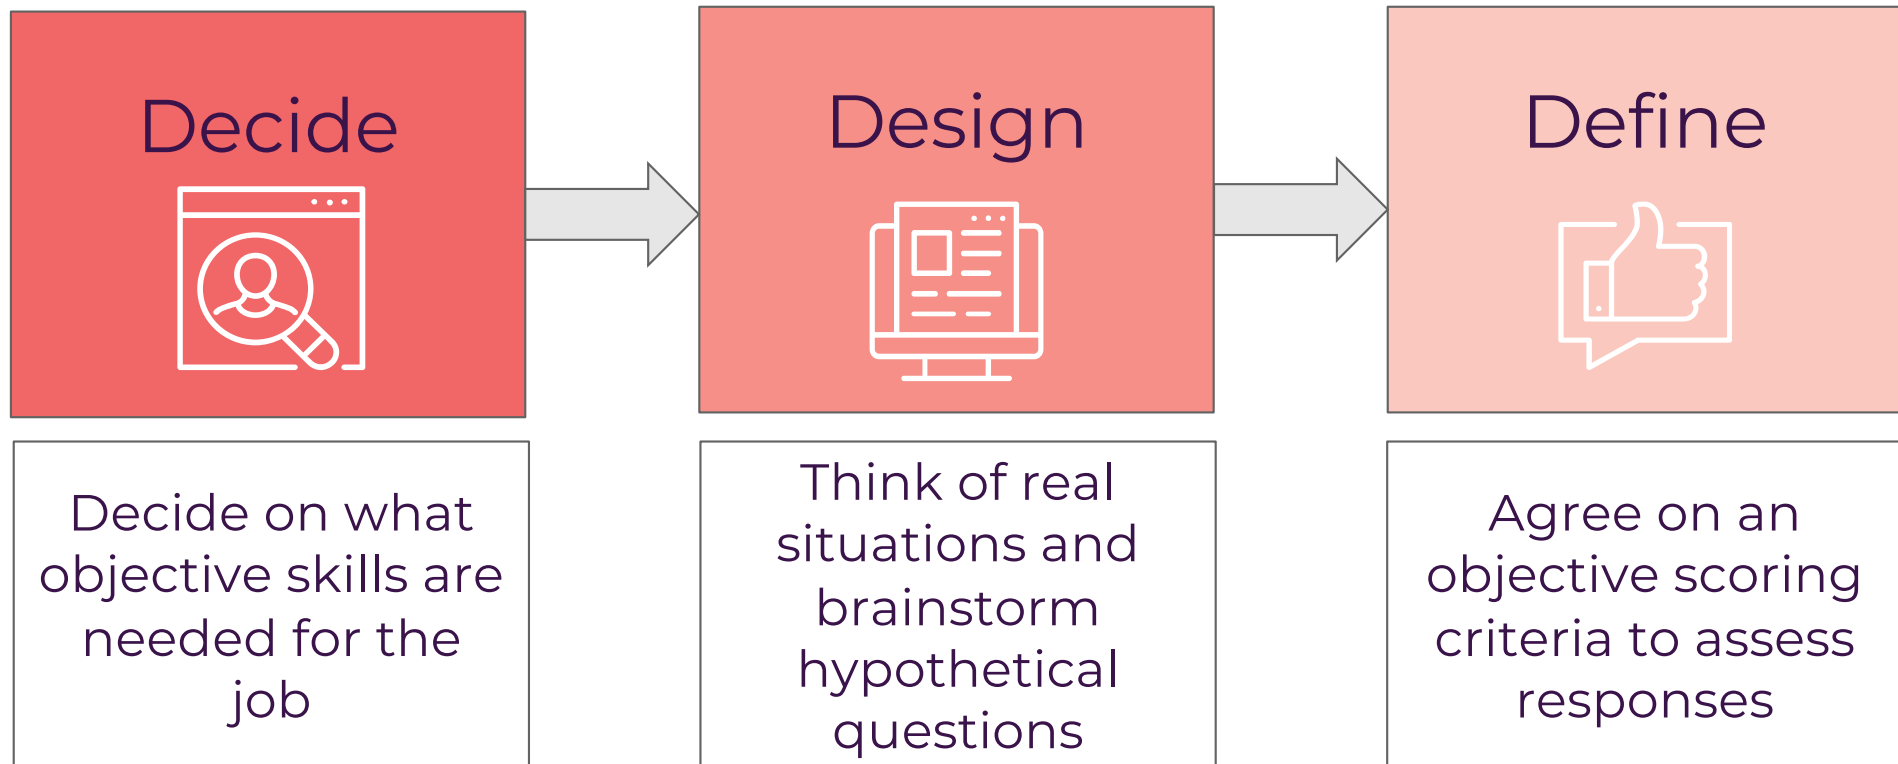 Decide
Design
Define
Decide on what
objective skills are
needed for the
job
Think of real
situations and
brainstorm
hypothetical
questions
Agree on an
objective scoring
criteria to assess
responses